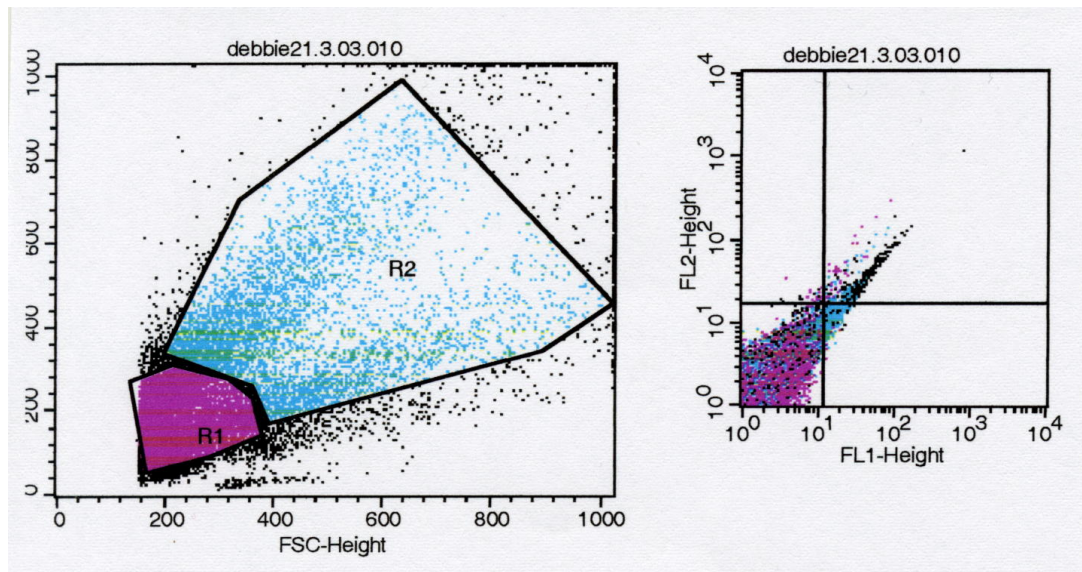 debbie21.3.03.010
1000
800
600
400
200
0
R2
R1
0 200 400 600 800 1000
FSC-Height
debbie21.3.03.010
10^4
10^3
10^2
10^1
10^0
FL2-Height
10^0 10^1 10^2 10^3 10^4
FL1-Height